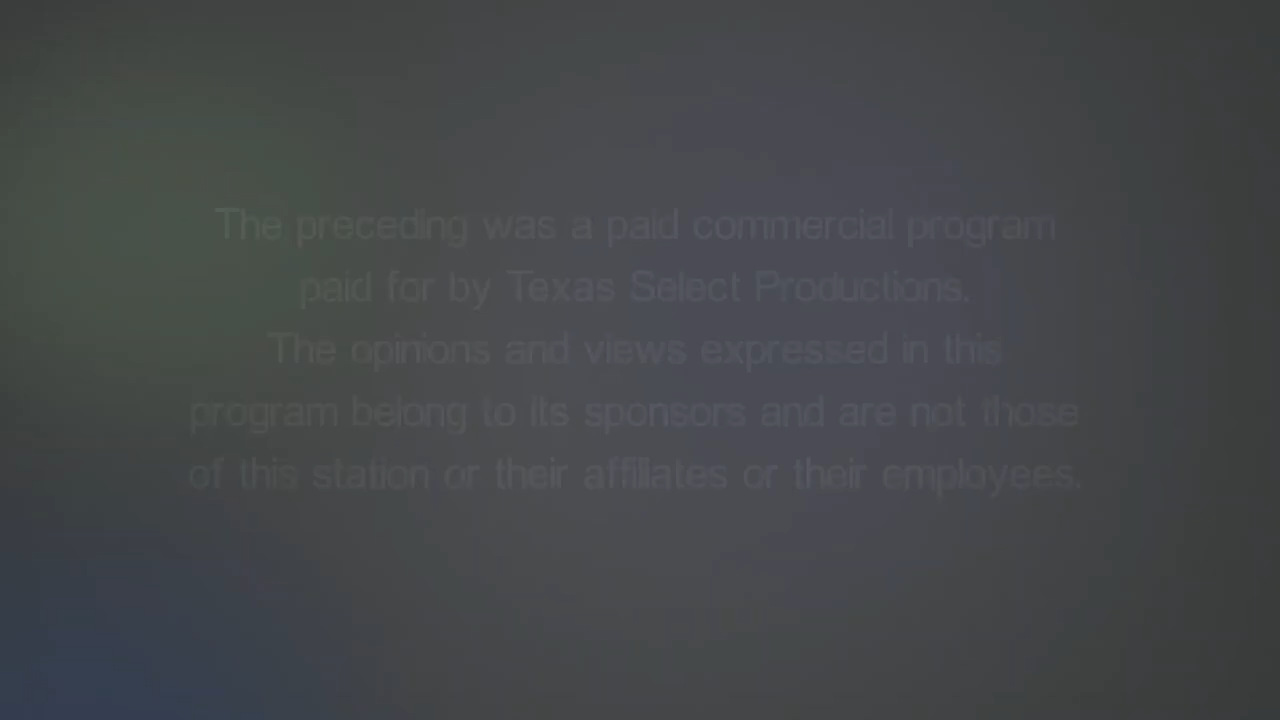 The preceding was a paid commercial program
paid for by Texas Select Productions.
The opinions and views expressed in this
program belong to its sponsors and are not those
of this station or their affiliates or their employees.